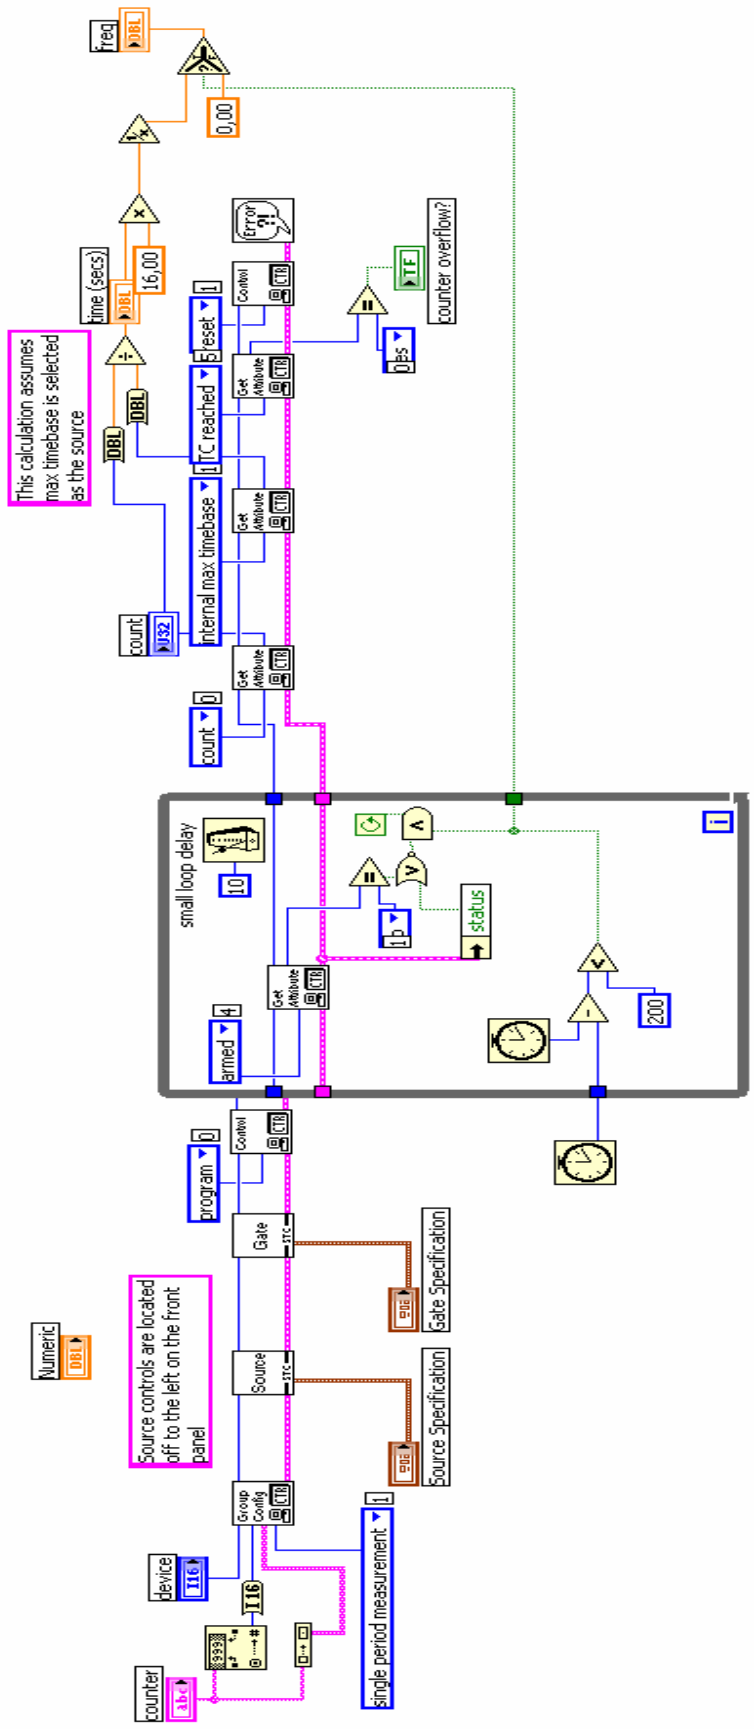 counter
abc
device
I16
I16
single period measurement
1
Group
Config
CTR
Source controls are located
off to the left on the front
panel
Numeric
DBL
Source
STC
Source Specification
Gate
STC
Gate Specification
program
0
Control
CTR
armed
4
Get
Attribute
CTR
small loop delay
10
status
200
i
count
0
Get
Attribute
CTR
count
U32
internal max timebase
1
Get
Attribute
CTR
This calculation assumes
max timebase is selected
as the source
DBL
DBL
÷
time (secs)
DBL
16,00
x
1/x
TC reached
Get
Attribute
CTR
reset
1
Control
CTR
Error
?!
=
TF
counter overflow?
0,00
freq
DBL